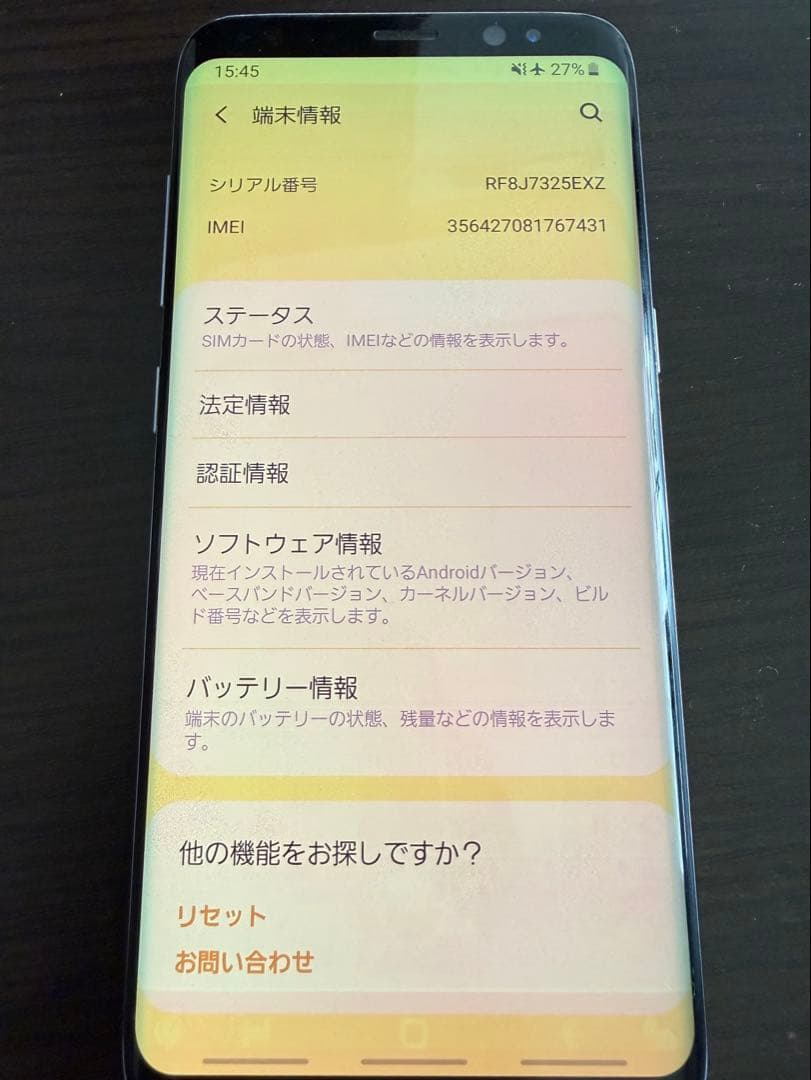 15:45 27%
端末情報
シリアル番号 RF8J7325EXZ
IMEI 356427081767431
ステータス
SIMカードの状態、IMEIなどの情報を表示します。
法定情報
認証情報
ソフトウェア情報
現在インストールされているAndroidバージョン、
ベースバンドバージョン、カーネルバージョン、ビル
ド番号などを表示します。
バッテリー情報
端末のバッテリーの状態、残量などの情報を表示しま
す。
他の機能をお探しですか？
リセット
お問い合わせ